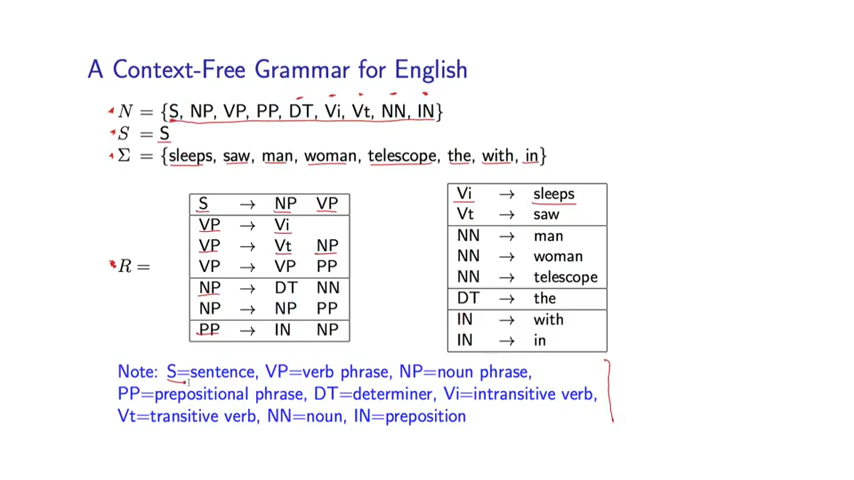 A Context-Free Grammar for English
N = {S, NP, VP, PP, DT, Vi, Vt, NN, IN}
S = S
Σ = {sleeps, saw, man, woman, telescope, the, with, in}
R =
S → NP VP
VP → Vi
VP → Vt NP
VP → VP PP
NP → DT NN
NP → NP PP
PP → IN NP
Vi → sleeps
Vt → saw
NN → man
NN → woman
NN → telescope
DT → the
IN → with
IN → in
Note: S=sentence, VP=verb phrase, NP=noun phrase,
PP=prepositional phrase, DT=determiner, Vi=intransitive verb,
Vt=transitive verb, NN=noun, IN=preposition